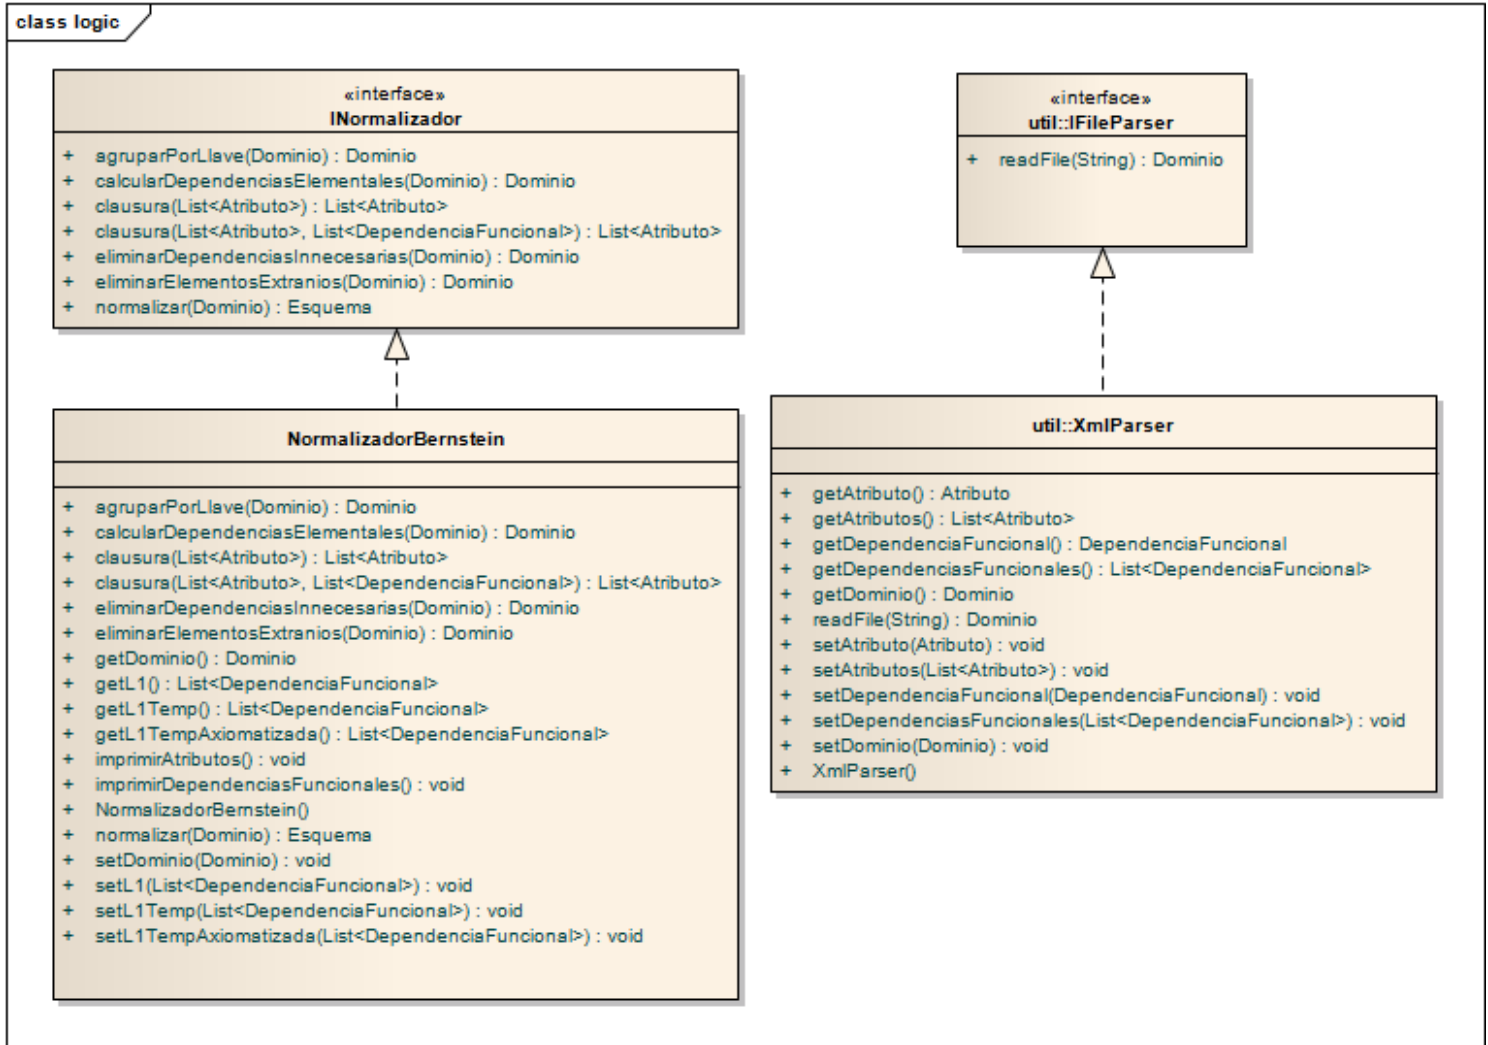 class logic
«interface»
INormalizador
+ agruparPorLlave(Dominio) : Dominio
+ calcularDependenciasElementales(Dominio) : Dominio
+ clausura(List<Atributo>) : List<Atributo>
+ clausura(List<Atributo>, List<DependenciaFuncional>) : List<Atributo>
+ eliminarDependenciasInnecesarias(Dominio) : Dominio
+ eliminarElementosExtranios(Dominio) : Dominio
+ normalizar(Dominio) : Esquema
«interface»
util::IFileParser
+ readFile(String) : Dominio
NormalizadorBernstein
+ agruparPorLlave(Dominio) : Dominio
+ calcularDependenciasElementales(Dominio) : Dominio
+ clausura(List<Atributo>) : List<Atributo>
+ clausura(List<Atributo>, List<DependenciaFuncional>) : List<Atributo>
+ eliminarDependenciasInnecesarias(Dominio) : Dominio
+ eliminarElementosExtranios(Dominio) : Dominio
+ getDominio() : Dominio
+ getL1() : List<DependenciaFuncional>
+ getL1Temp() : List<DependenciaFuncional>
+ getL1TempAxiomatizada() : List<DependenciaFuncional>
+ imprimirAtributos() : void
+ imprimirDependenciasFuncionales() : void
+ NormalizadorBernstein()
+ normalizar(Dominio) : Esquema
+ setDominio(Dominio) : void
+ setL1(List<DependenciaFuncional>) : void
+ setL1Temp(List<DependenciaFuncional>) : void
+ setL1TempAxiomatizada(List<DependenciaFuncional>) : void
util::XmlParser
+ getAtributo() : Atributo
+ getAtributos() : List<Atributo>
+ getDependenciaFuncional() : DependenciaFuncional
+ getDependenciasFuncionales() : List<DependenciaFuncional>
+ getDominio() : Dominio
+ readFile(String) : Dominio
+ setAtributo(Atributo) : void
+ setAtributos(List<Atributo>) : void
+ setDependenciaFuncional(DependenciaFuncional) : void
+ setDependenciasFuncionales(List<DependenciaFuncional>) : void
+ setDominio(Dominio) : void
+ XmlParser()